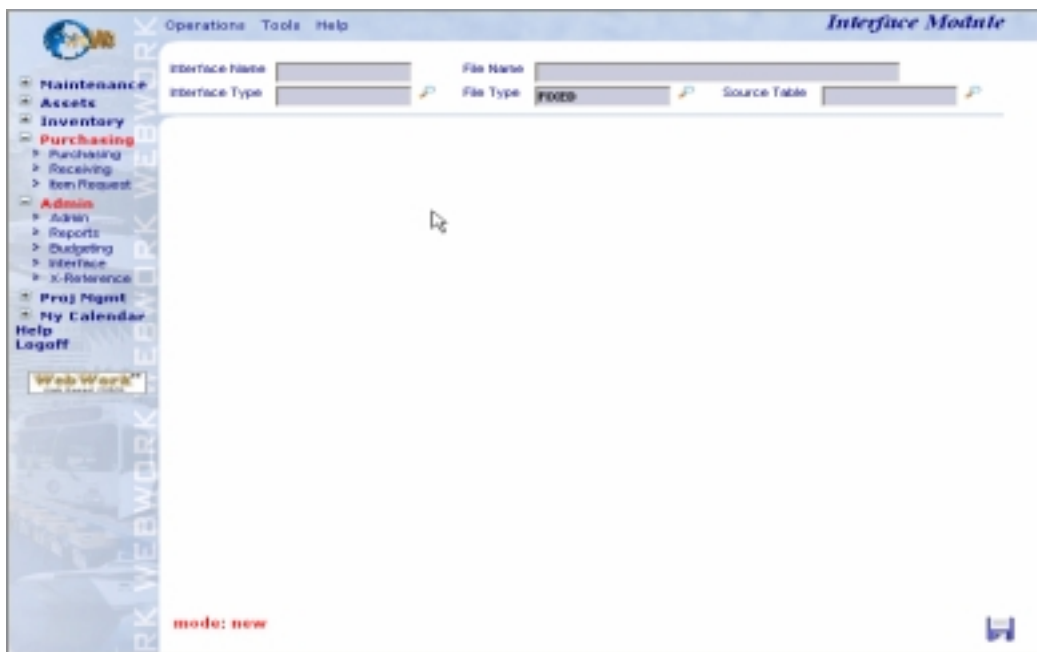 Operations Tools Help
Interface Module
Interface Name
File Name
Interface Type
File Type FIXED
Source Table
Maintenance
Assets
Inventory
Purchasing
Purchasing
Receiving
Item Request
Admin
Admin
Reports
Budgeting
Interface
X-Reference
Proj Mgmt
My Calendar
Help
Logoff
WebWork™
WEBWORK WEBWORK
mode: new